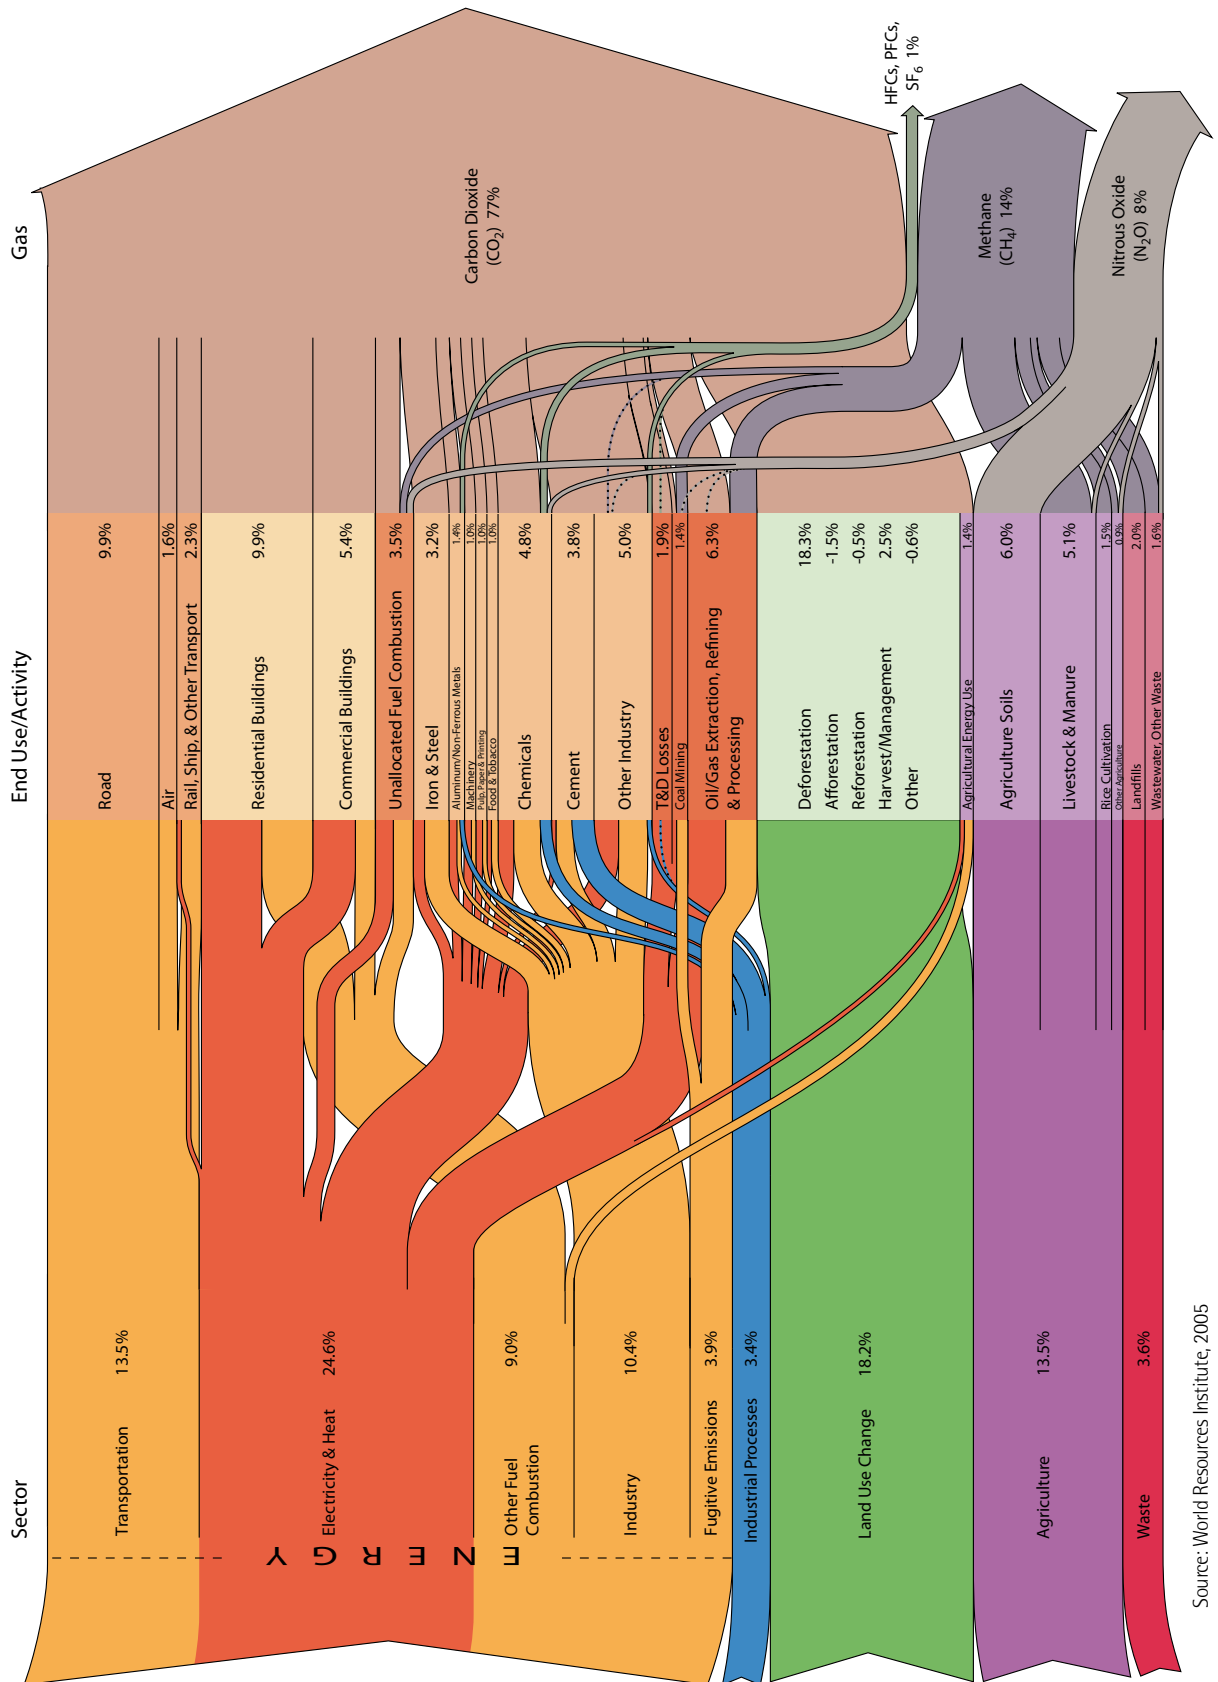 Sector
End Use/Activity
Gas
ENERGY
Transportation 13.5%
Electricity & Heat 24.6%
Other Fuel
Combustion 9.0%
Industry 10.4%
Fugitive Emissions 3.9%
Industrial Processes 3.4%
Land Use Change 18.2%
Agriculture 13.5%
Waste 3.6%
Road 9.9%
Air 1.6%
Rail, Ship, & Other Transport 2.3%
Residential Buildings 9.9%
Commercial Buildings 5.4%
Unallocated Fuel Combustion 3.5%
Iron & Steel 3.2%
Aluminum/Non-Ferrous Metals 1.4%
Machinery 1.0%
Pulp, Paper & Printing 1.0%
Food & Tobacco 1.0%
Chemicals 4.8%
Cement 3.8%
Other Industry 5.0%
T&D Losses 1.9%
Coal Mining 1.4%
Oil/Gas Extraction, Refining
& Processing 6.3%
Deforestation 18.3%
Afforestation -1.5%
Reforestation -0.5%
Harvest/Management 2.5%
Other -0.6%
Agricultural Energy Use 1.4%
Agriculture Soils 6.0%
Livestock & Manure 5.1%
Rice Cultivation 1.5%
Other Agriculture 0.9%
Landfills 2.0%
Wastewater, Other Waste 1.6%
Carbon Dioxide
(CO₂) 77%
HFCs, PFCs,
SF₆ 1%
Methane
(CH₄) 14%
Nitrous Oxide
(N₂O) 8%
Source: World Resources Institute, 2005